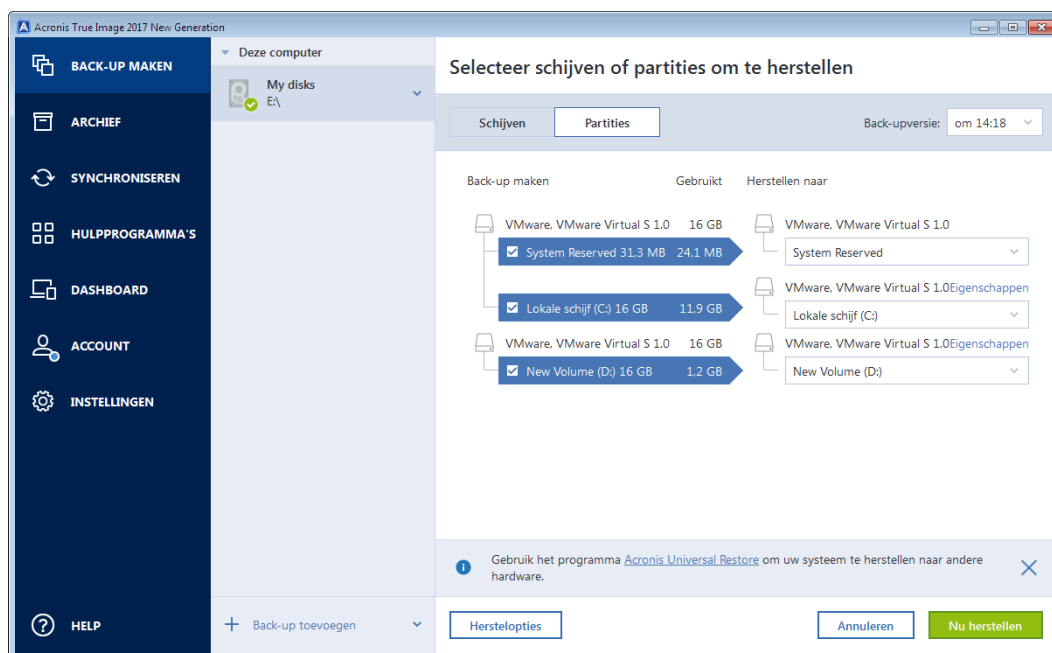 Acronis True Image 2017 New Generation
BACK-UP MAKEN
ARCHIEF
SYNCHRONISEREN
HULPPROGRAMMA'S
DASHBOARD
ACCOUNT
INSTELLINGEN
HELP
Deze computer
My disks
E:\
Back-up toevoegen
Selecteer schijven of partities om te herstellen
Schijven Partities Back-upversie: om 14:18
Back-up maken Gebruikt Herstellen naar
VMware, VMware Virtual S 1.0 16 GB VMware, VMware Virtual S 1.0
System Reserved 31,3 MB 24,1 MB System Reserved
VMware, VMware Virtual S 1.0Eigenschappen
Lokale schijf (C:) 16 GB 11,9 GB Lokale schijf (C:)
VMware, VMware Virtual S 1.0 16 GB VMware, VMware Virtual S 1.0Eigenschappen
New Volume (D:) 16 GB 1,2 GB New Volume (D:)
Gebruik het programma Acronis Universal Restore om uw systeem te herstellen naar andere
hardware.
Herstelopties Annuleren Nu herstellen